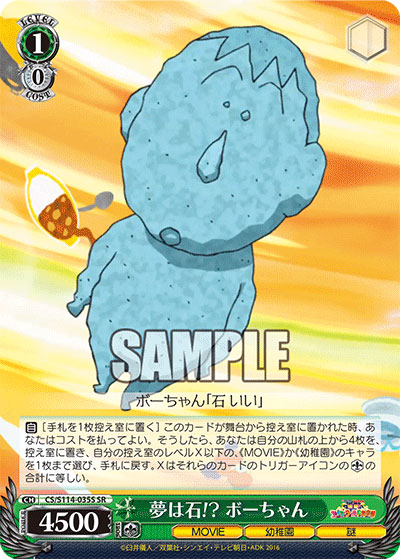 LEVEL
1
0
COST
SAMPLE
ボーちゃん「石 いい」
自［手札を1枚控え室に置く］このカードが舞台から控え室に置かれた時、あ
なたはコストを払ってよい。そうしたら、あなたは自分の山札の上から4枚を、
控え室に置き、自分の控え室のレベルX以下の、《MOVIE》か《幼稚園》のキャラ
を1枚まで選び、手札に戻す。Xはそれらのカードのトリガーアイコンの
の合計に等しい。
CH CS/S114-035S SR
4500
夢は石!? ボーちゃん
MOVIE
幼稚園
謎
©臼井儀人／双葉社・シンエイ・テレビ朝日・ADK 2016